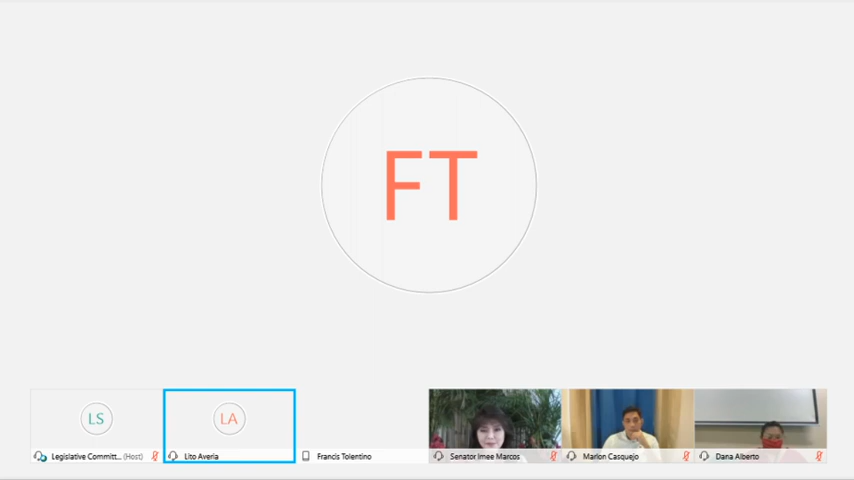 FT
LS
LA
Legislative Committ... (Host)
Lito Averia
Francis Tolentino
Senator Imee Marcos
Marlon Casquejo
Dana Alberto